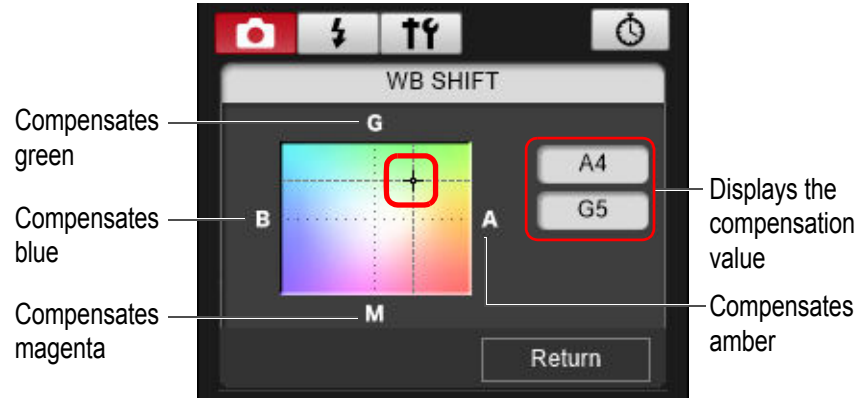 WB SHIFT
Compensates
green
G
A4
G5
Displays the
compensation
value
Compensates
blue
B
A
Compensates
magenta
M
Compensates
amber
Return